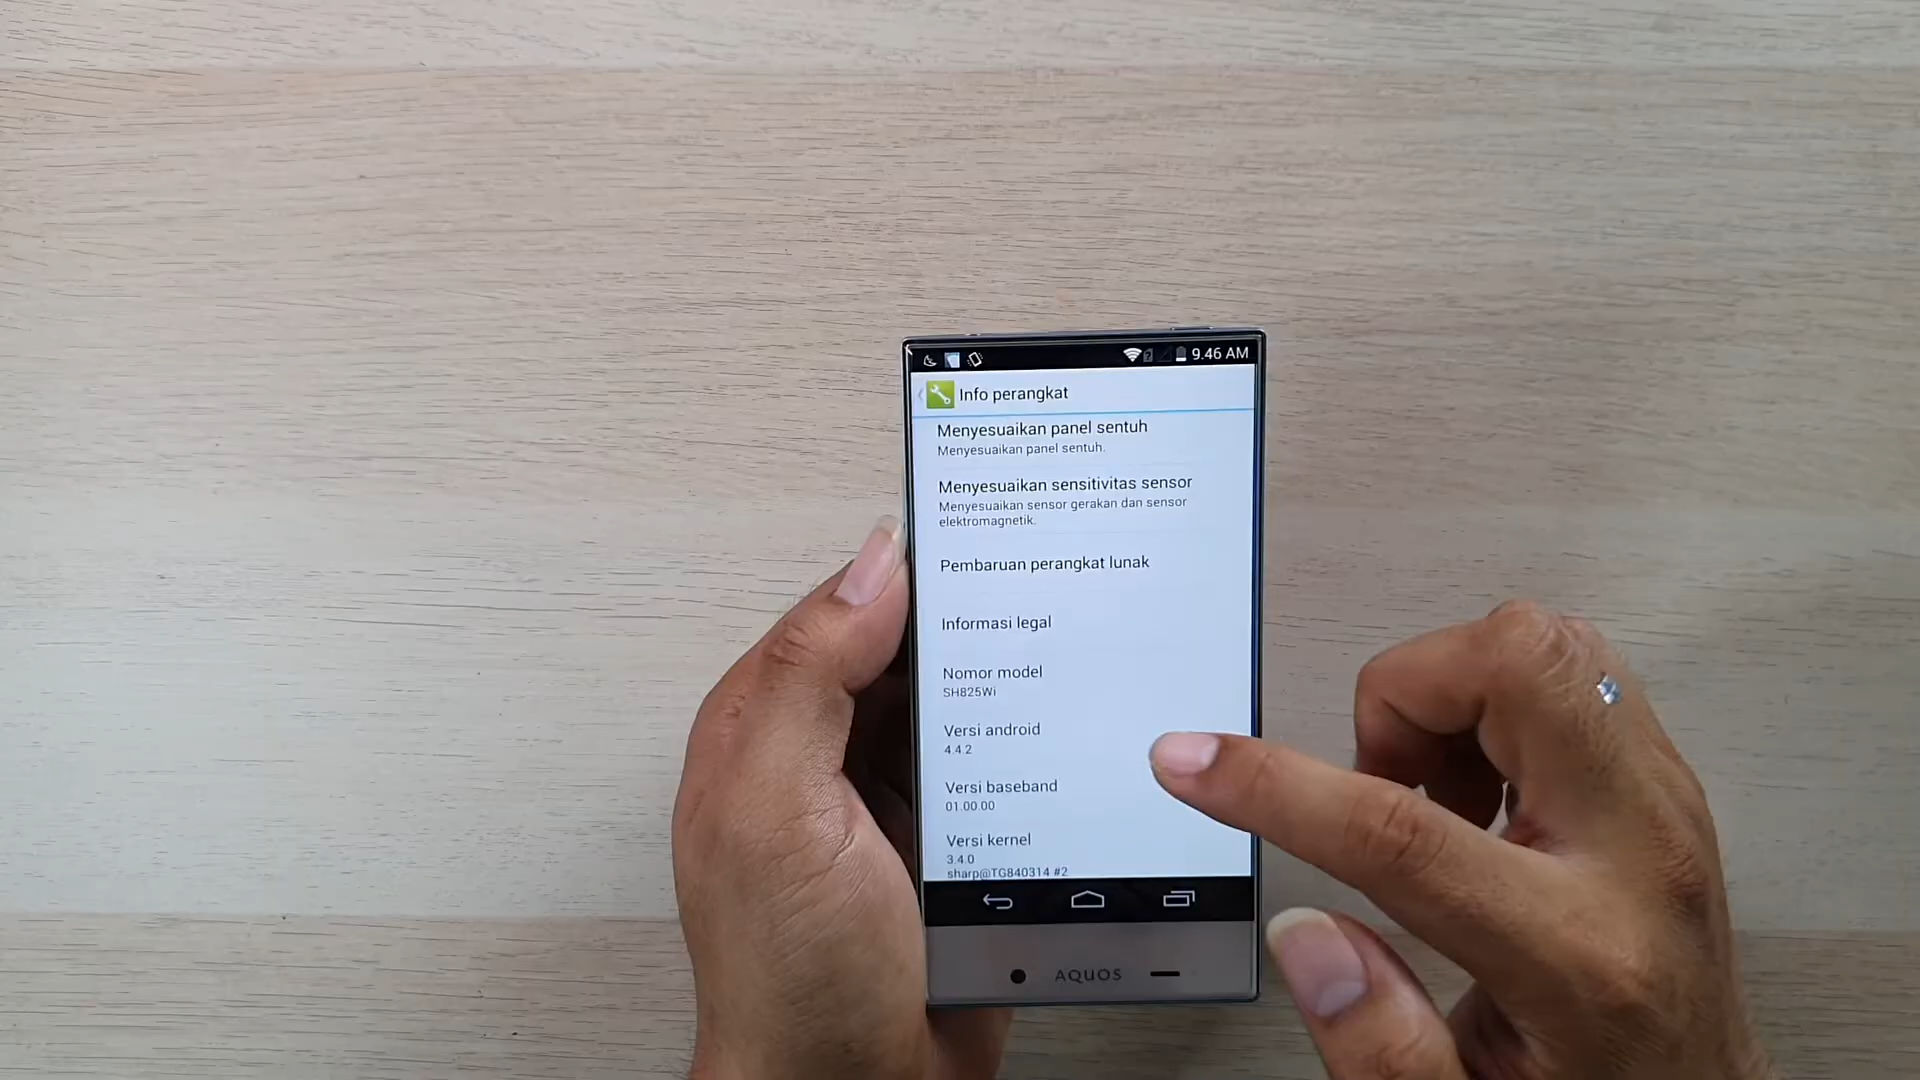 9.46 AM
Info perangkat
Menyesuaikan panel sentuh
Menyesuaikan panel sentuh.
Menyesuaikan sensitivitas sensor
Menyesuaikan sensor gerakan dan sensor
elektromagnetik.
Pembaruan perangkat lunak
Informasi legal
Nomor model
SH825Wi
Versi android
4.4.2
Versi baseband
01.00.00
Versi kernel
3.4.0
sharp@TG840314 #2
AQUOS